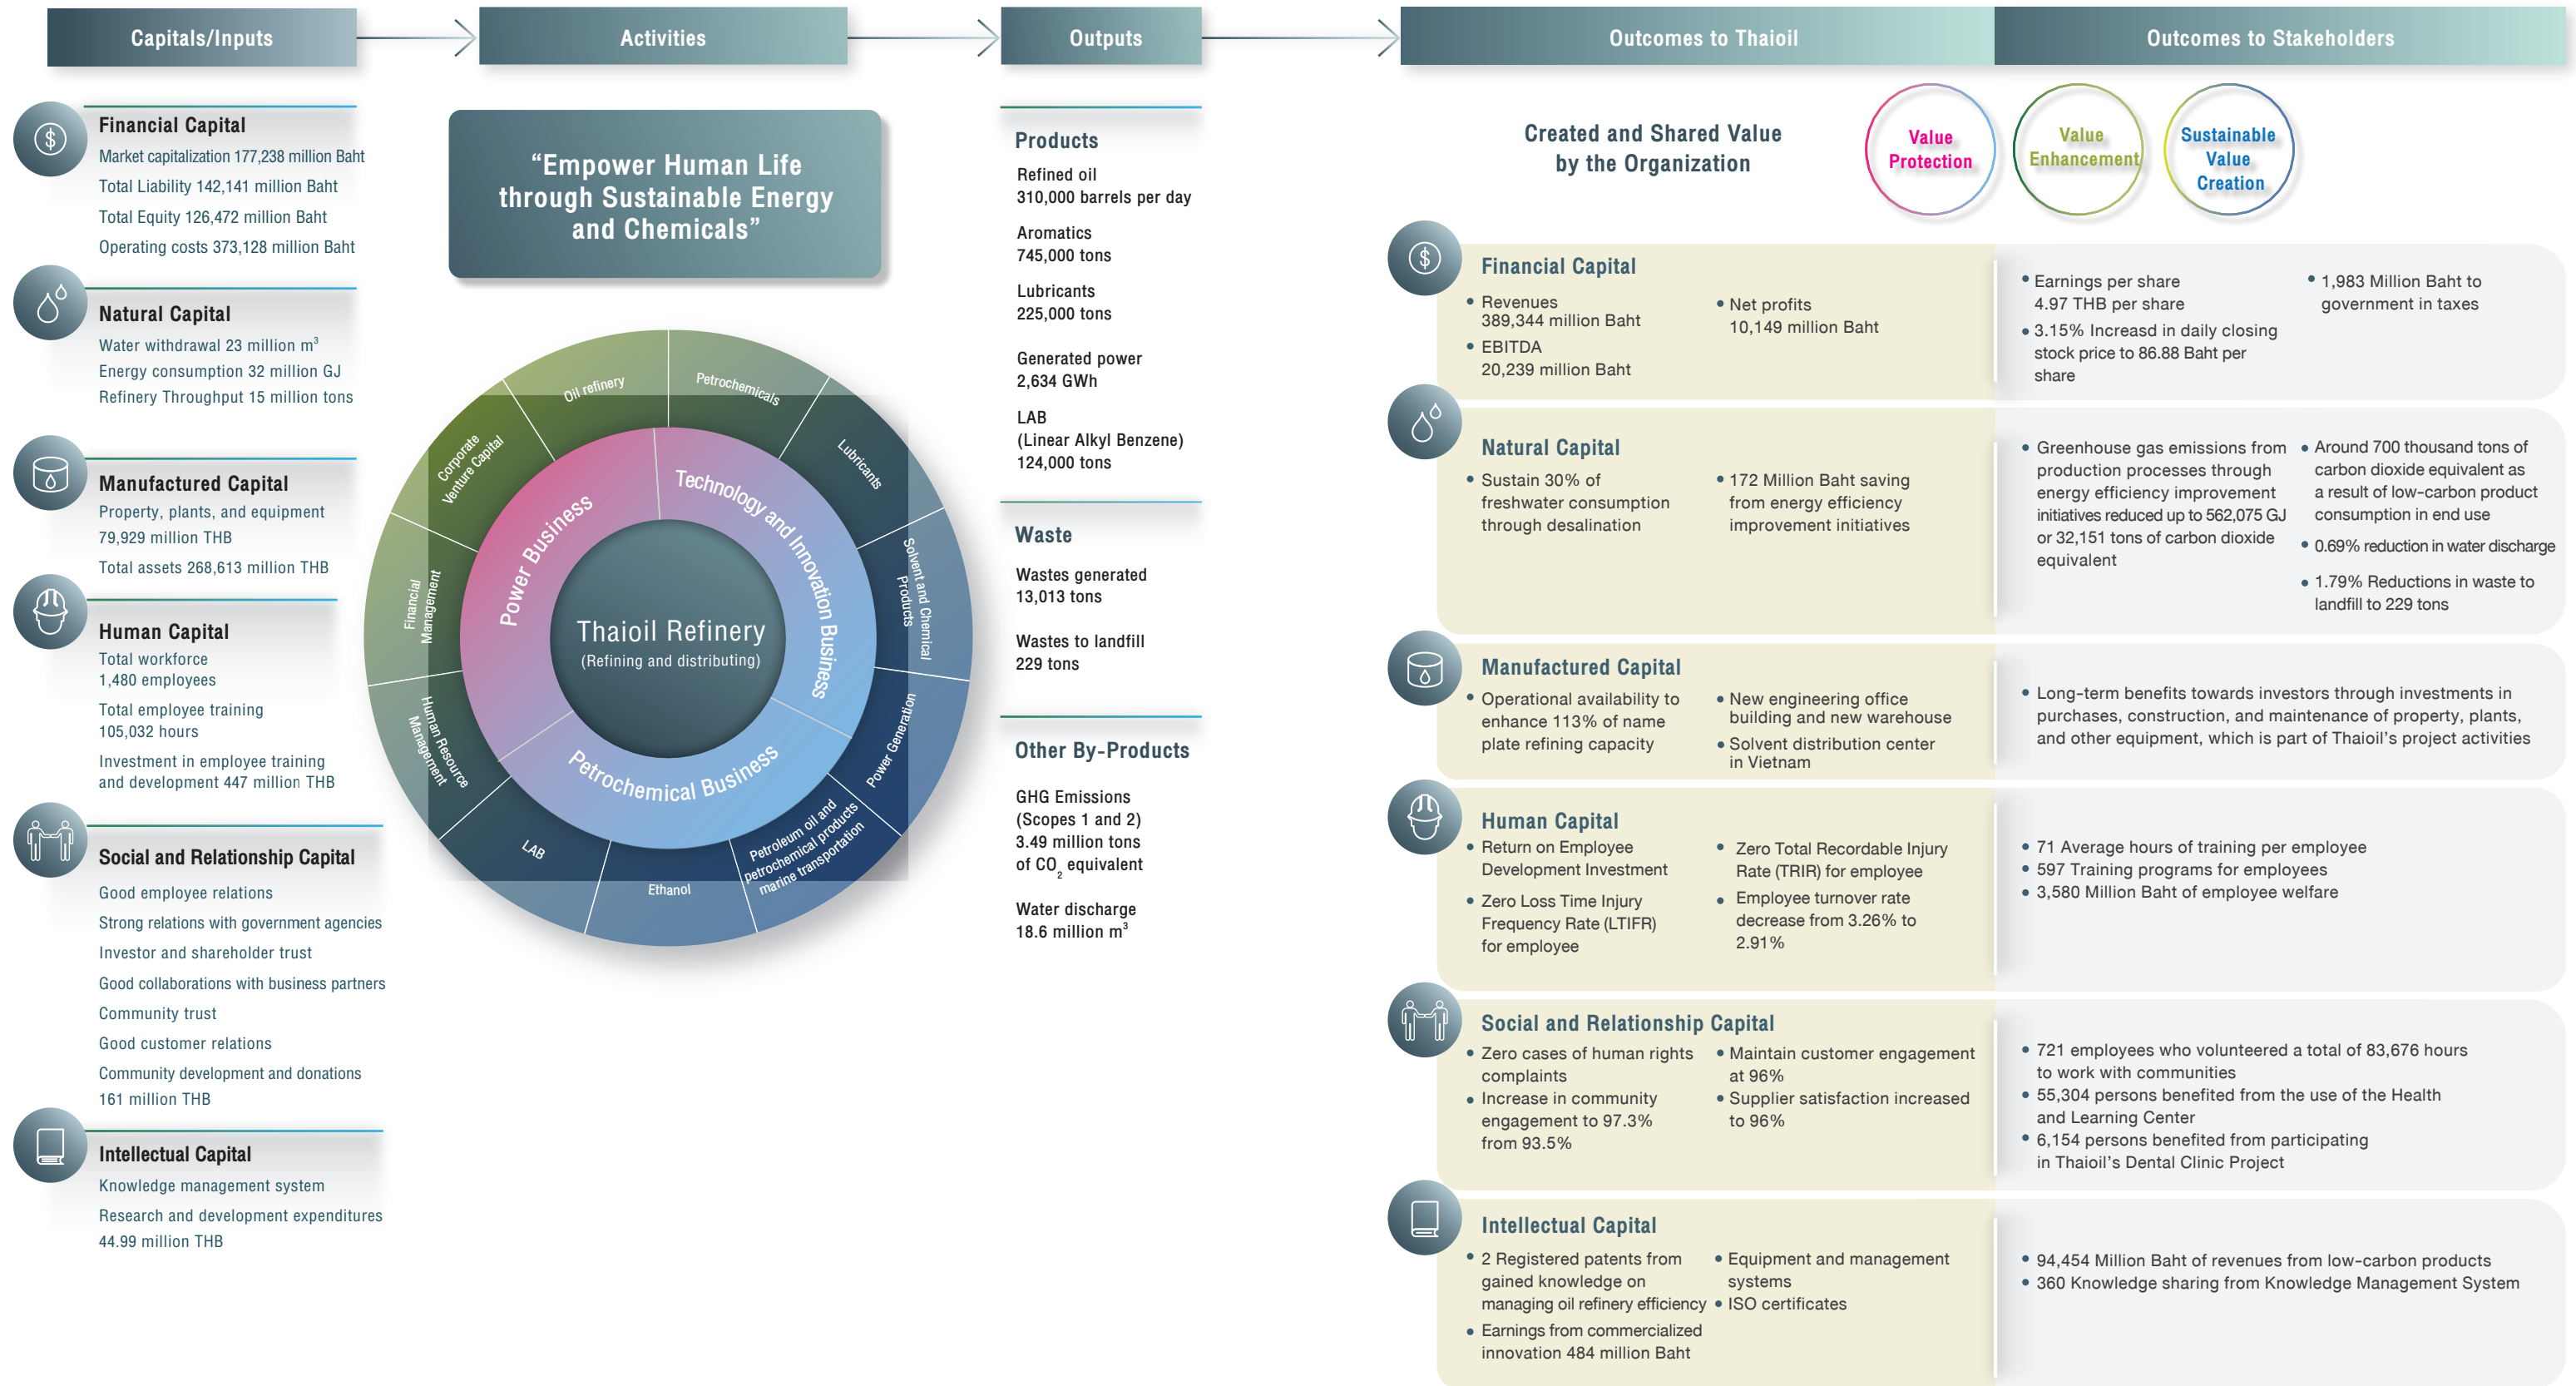 Capitals/Inputs
Activities
Outputs
Outcomes to Thaioil
Outcomes to Stakeholders
Financial Capital
Market capitalization 177,238 million Baht
Total Liability 142,141 million Baht
Total Equity 126,472 million Baht
Operating costs 373,128 million Baht
Natural Capital
Water withdrawal 23 million m³
Energy consumption 32 million GJ
Refinery Throughput 15 million tons
Manufactured Capital
Property, plants, and equipment
79,929 million THB
Total assets 268,613 million THB
Human Capital
Total workforce
1,480 employees
Total employee training
105,032 hours
Investment in employee training
and development 447 million THB
Social and Relationship Capital
Good employee relations
Strong relations with government agencies
Investor and shareholder trust
Good collaborations with business partners
Community trust
Good customer relations
Community development and donations
161 million THB
Intellectual Capital
Knowledge management system
Research and development expenditures
44.99 million THB
“Empower Human Life
through Sustainable Energy
and Chemicals”
Oil refinery
Petrochemicals
Lubricants
Solvent and Chemical
Products
Power Generation
Petroleum oil and
petrochemical products
marine transportation
Ethanol
LAB
Human Resource
Management
Financial
Management
Corporate
Venture Capital
Power Business
Technology and Innovation Business
Petrochemical Business
Thaioil Refinery
(Refining and distributing)
Products
Refined oil
310,000 barrels per day
Aromatics
745,000 tons
Lubricants
225,000 tons
Generated power
2,634 GWh
LAB
(Linear Alkyl Benzene)
124,000 tons
Waste
Wastes generated
13,013 tons
Wastes to landfill
229 tons
Other By-Products
GHG Emissions
(Scopes 1 and 2)
3.49 million tons
of CO₂ equivalent
Water discharge
18.6 million m³
Created and Shared Value
by the Organization
Value
Protection
Value
Enhancement
Sustainable
Value
Creation
Financial Capital
• Revenues
389,344 million Baht
• EBITDA
20,239 million Baht
• Net profits
10,149 million Baht
• Earnings per share
4.97 THB per share
• 3.15% Increasd in daily closing
stock price to 86.88 Baht per
share
• 1,983 Million Baht to
government in taxes
Natural Capital
• Sustain 30% of
freshwater consumption
through desalination
• 172 Million Baht saving
from energy efficiency
improvement initiatives
• Greenhouse gas emissions from
production processes through
energy efficiency improvement
initiatives reduced up to 562,075 GJ
or 32,151 tons of carbon dioxide
equivalent
• Around 700 thousand tons of
carbon dioxide equivalent as
a result of low-carbon product
consumption in end use
• 0.69% reduction in water discharge
• 1.79% Reductions in waste to
landfill to 229 tons
Manufactured Capital
• Operational availability to
enhance 113% of name
plate refining capacity
• New engineering office
building and new warehouse
• Solvent distribution center
in Vietnam
• Long-term benefits towards investors through investments in
purchases, construction, and maintenance of property, plants,
and other equipment, which is part of Thaioil’s project activities
Human Capital
• Return on Employee
Development Investment
• Zero Loss Time Injury
Frequency Rate (LTIFR)
for employee
• Zero Total Recordable Injury
Rate (TRIR) for employee
• Employee turnover rate
decrease from 3.26% to
2.91%
• 71 Average hours of training per employee
• 597 Training programs for employees
• 3,580 Million Baht of employee welfare
Social and Relationship Capital
• Zero cases of human rights
complaints
• Increase in community
engagement to 97.3%
from 93.5%
• Maintain customer engagement
at 96%
• Supplier satisfaction increased
to 96%
• 721 employees who volunteered a total of 83,676 hours
to work with communities
• 55,304 persons benefited from the use of the Health
and Learning Center
• 6,154 persons benefited from participating
in Thaioil’s Dental Clinic Project
Intellectual Capital
• 2 Registered patents from
gained knowledge on
managing oil refinery efficiency
• Earnings from commercialized
innovation 484 million Baht
• Equipment and management
systems
• ISO certificates
• 94,454 Million Baht of revenues from low-carbon products
• 360 Knowledge sharing from Knowledge Management System